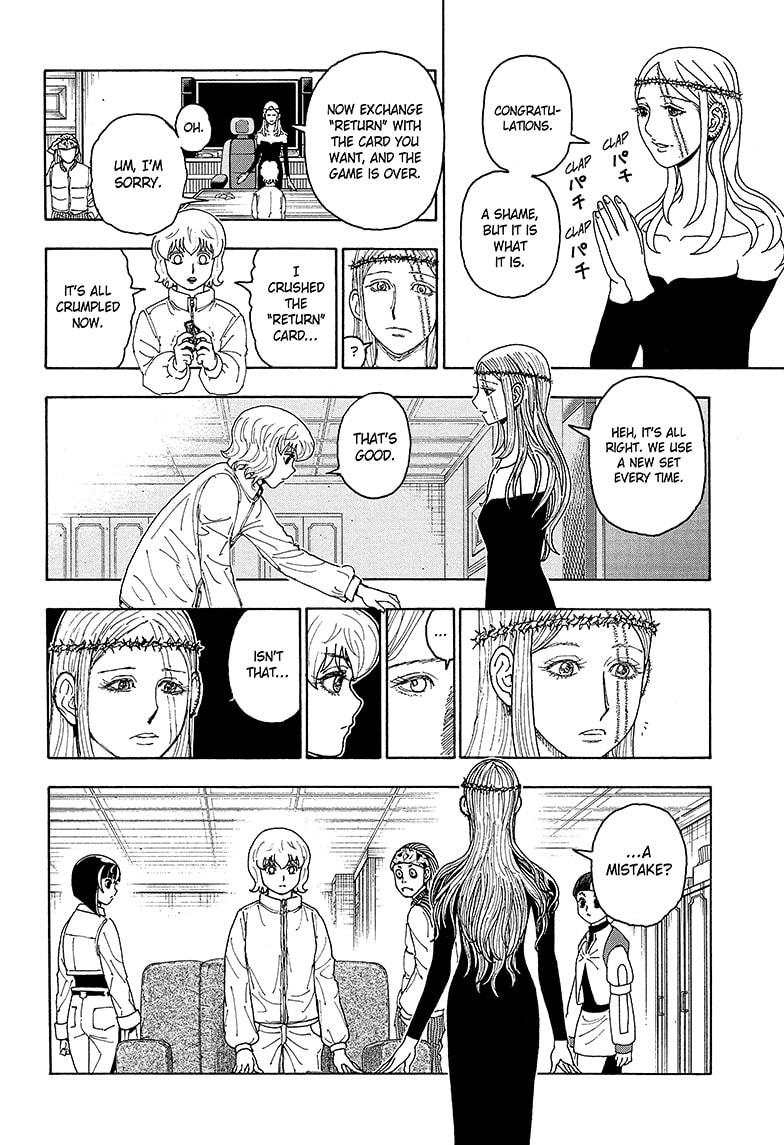 CONGRATU-
LATIONS.
A SHAME,
BUT IT IS
WHAT
IT IS.
CLAP
パチ
CLAP
パチ
CLAP
パチ
NOW EXCHANGE
"RETURN" WITH
THE CARD YOU
WANT, AND THE
GAME IS OVER.
OH.
UM, I'M
SORRY.
?
I
CRUSHED
THE
"RETURN"
CARD...
IT'S ALL
CRUMPLED
NOW.
HEH, IT'S ALL
RIGHT. WE USE
A NEW SET
EVERY TIME.
THAT'S
GOOD.
...
ISN'T
THAT...
...A
MISTAKE?